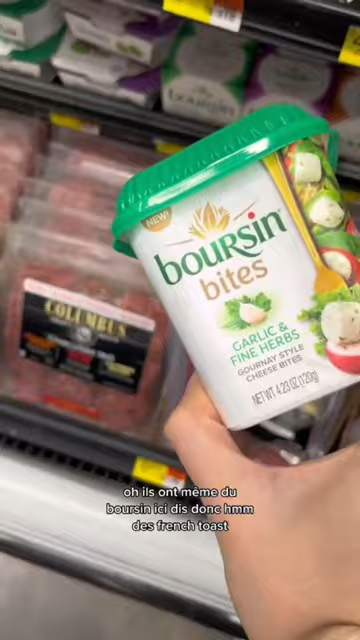 boursin
NEW!
boursin
bites
GARLIC &
FINE HERBS
GOURNAY STYLE
CHEESE BITES
NET WT 4.23 OZ (120g)
COLUMBUS
oh ils ont même du
boursin ici dis donc hmm
des french toast